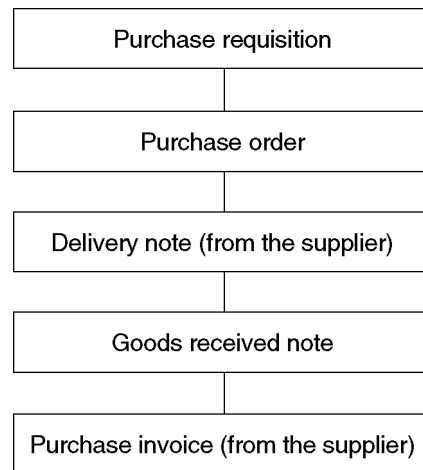 Purchase requisition
Purchase order
Delivery note (from the supplier)
Goods received note
Purchase invoice (from the supplier)